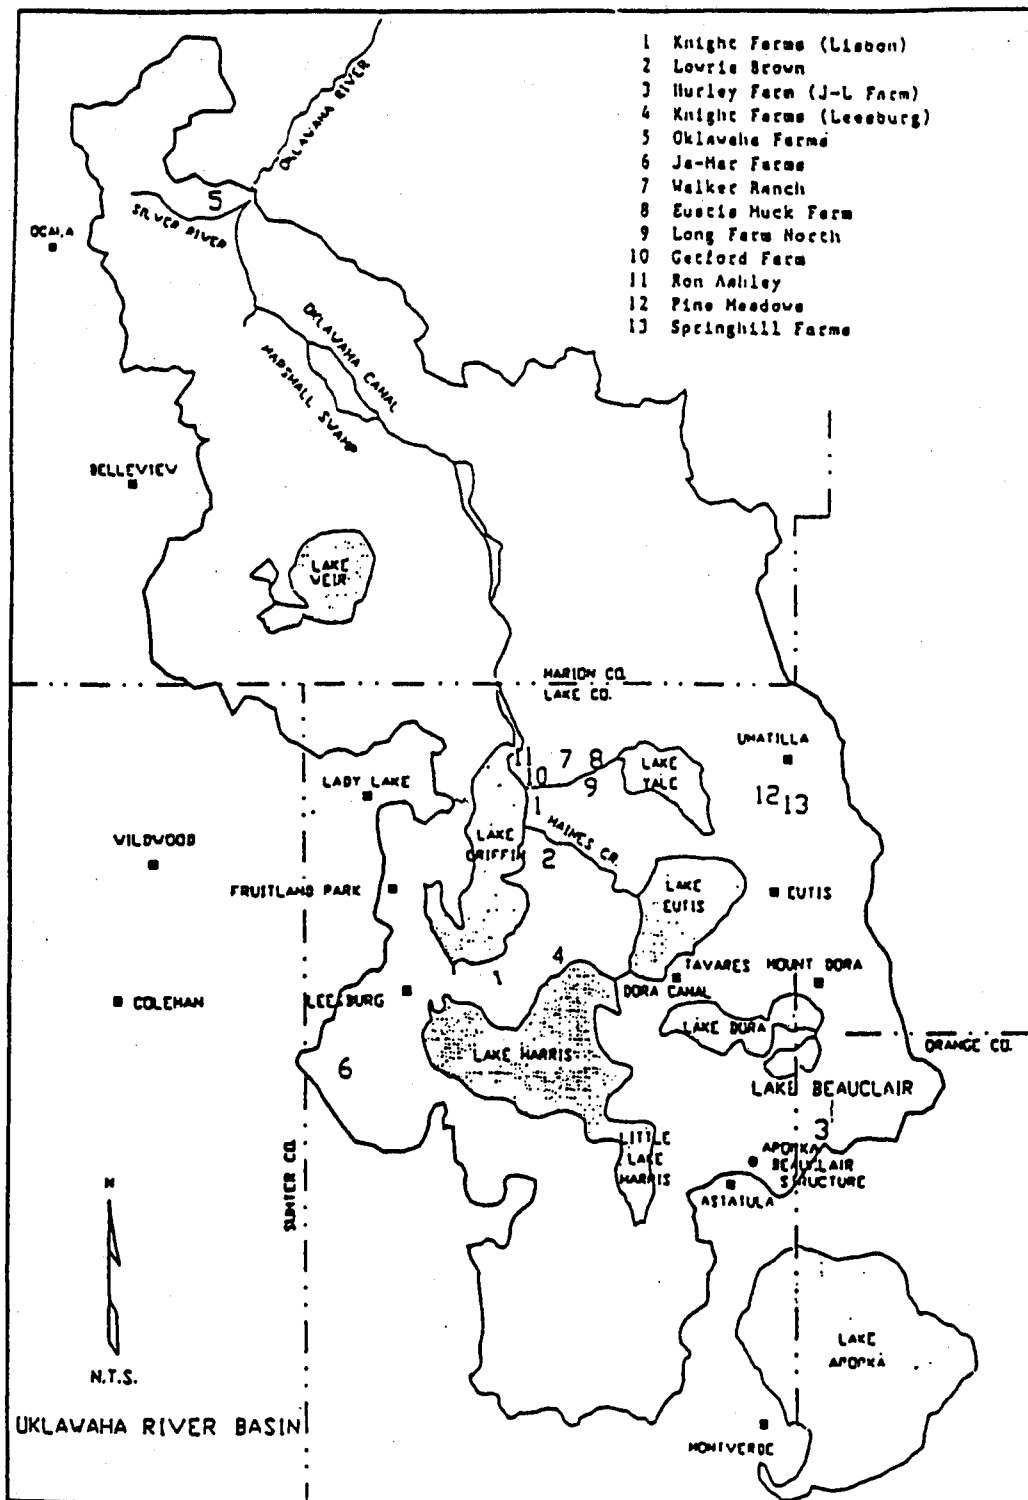 1 Knight Farms (Lisbon)
2 Lowrie Brown
3 Hurley Farm (J-L Farm)
4 Knight Farms (Leesburg)
5 Oklawaha Farms
6 Ja-Mar Farms
7 Walker Ranch
8 Eustis Muck Farm
9 Long Farm North
10 Getford Farm
11 Ron Ashley
12 Pine Meadows
13 Springhill Farms
OKLAWAHA RIVER
5
SILVER RIVER
OCALA
OKLAWAHA CANAL
MARSHALL SWAMP
BELLEVIEW
LAKE
WEIR
MARION CO.
LAKE CO.
UMATILLA
11
7
8
LAKE
YALE
10
9
LADY LAKE
12
13
1
HAINES CR.
WILDWOOD
LAKE
GRIFFIN
2
FRUITLAND PARK
LAKE
EUTIS
EUTIS
4
TAVARES
MOUNT DORA
1
COLEMAN
LEESBURG
DORA CANAL
LAKE DORA
ORANGE CO.
LAKE HARRIS
6
LAKE BEAUCLAIR
3
LITTLE
LAKE
HARRIS
APOPKA
BEAUCLAIR
STRUCTURE
ASTATULA
SUMTER CO.
N
N.T.S.
LAKE
APOPKA
OKLAWAHA RIVER BASIN
MONTVERDE